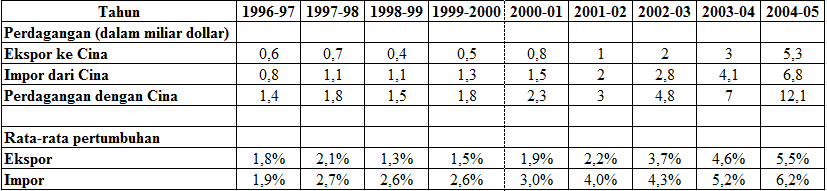 Tahun 1996-97 1997-98 1998-99 1999-2000 2000-01 2001-02 2002-03 2003-04 2004-05
Perdagangan (dalam miliar dollar)
Ekspor ke Cina 0,6 0,7 0,4 0,5 0,8 1 2 3 5,3
Impor dari Cina 0,8 1,1 1,1 1,3 1,5 2 2,8 4,1 6,8
Perdagangan dengan Cina 1,4 1,8 1,5 1,8 2,3 3 4,8 7 12,1
Rata-rata pertumbuhan
Ekspor 1,8% 2,1% 1,3% 1,5% 1,9% 2,2% 3,7% 4,6% 5,5%
Impor 1,9% 2,7% 2,6% 2,6% 3,0% 4,0% 4,3% 5,2% 6,2%